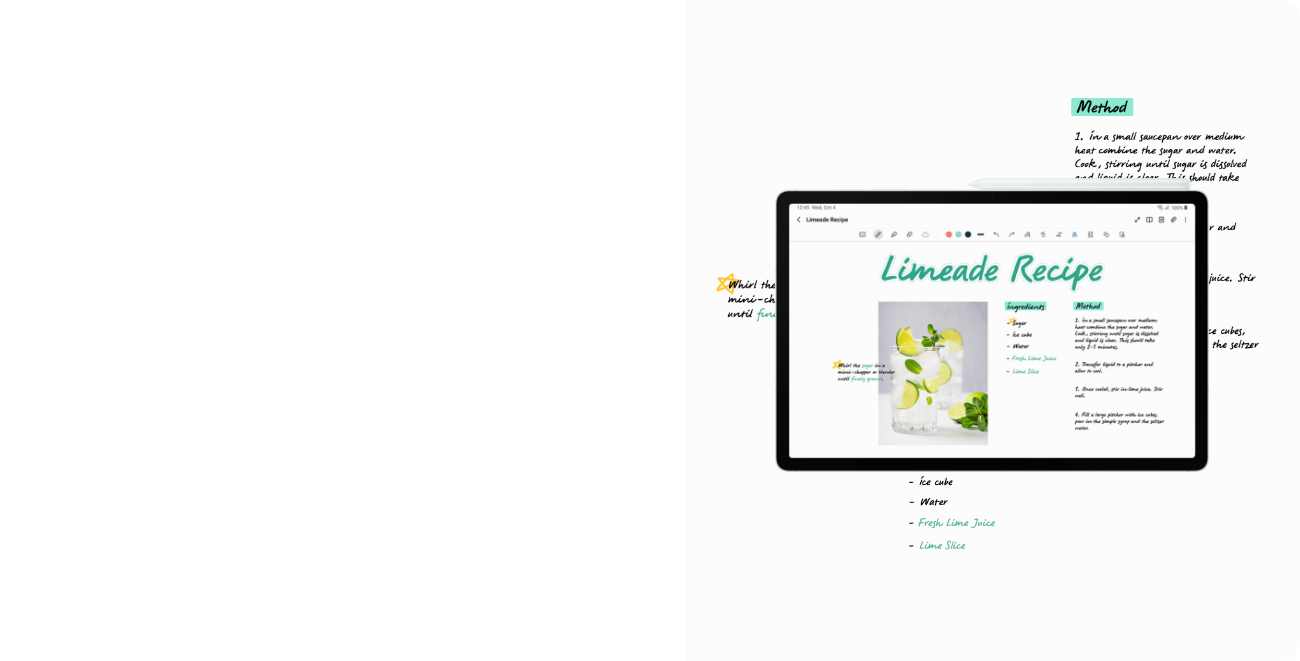 Method
1. In a small saucepan over medium
heat combine the sugar and water.
Cook, stirring until sugar is dissolved
and liquid is clear. This should take
r and
juice. Stir
ce cubes,
the seltzer
Whirl the
mini-ch
until fin
12:45 Wed, Oct 4
100%
Limeade Recipe
Limeade Recipe
Ingredients
- Sugar
- Ice cube
- Water
- Fresh Lime Juice
- Lime Slice
Method
1. In a small saucepan over medium
heat combine the sugar and water.
Cook, stirring until sugar is dissolved
and liquid is clear. This should take
only 2-3 minutes.
2. Transfer liquid to a pitcher and
allow to cool.
3. Once cooled, stir in lime juice. Stir
well.
4. Fill a large pitcher with ice cubes,
pour in the simple syrup and the seltzer
water.
Whirl the sugar in a
mini-chopper or blender
until finely ground.
- Ice cube
- Water
- Fresh Lime Juice
- Lime Slice